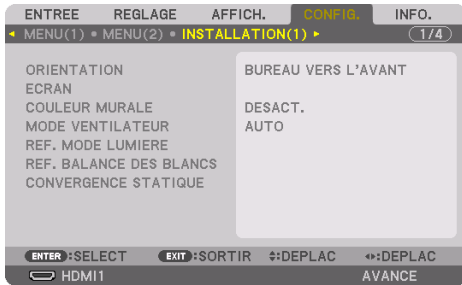 ENTREE REGLAGE AFFICH. CONFIG. INFO.
MENU(1) • MENU(2) • INSTALLATION(1) 1/4
ORIENTATION BUREAU VERS L'AVANT
ECRAN
COULEUR MURALE DESACT.
MODE VENTILATEUR AUTO
REF. MODE LUMIERE
REF. BALANCE DES BLANCS
CONVERGENCE STATIQUE
ENTER :SELECT EXIT :SORTIR :DEPLAC :DEPLAC
HDMI1 AVANCE